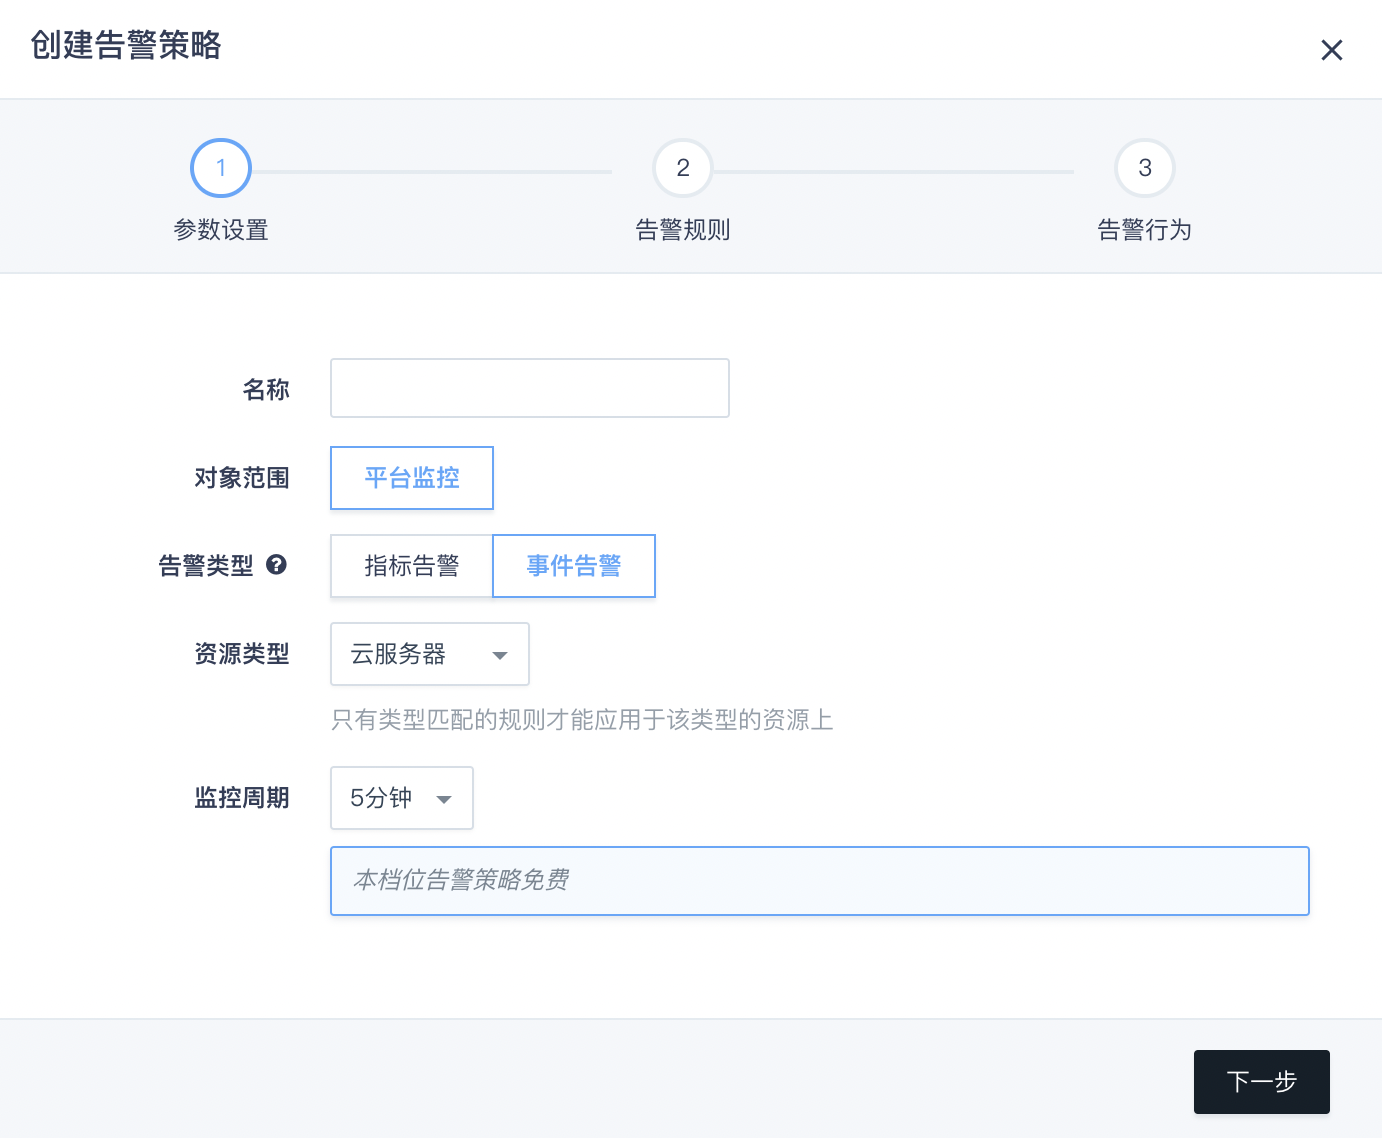 创建告警策略
1
2
3
参数设置
告警规则
告警行为
名称
对象范围
平台监控
告警类型
指标告警
事件告警
资源类型
云服务器
只有类型匹配的规则才能应用于该类型的资源上
监控周期
5分钟
本档位告警策略免费
下一步